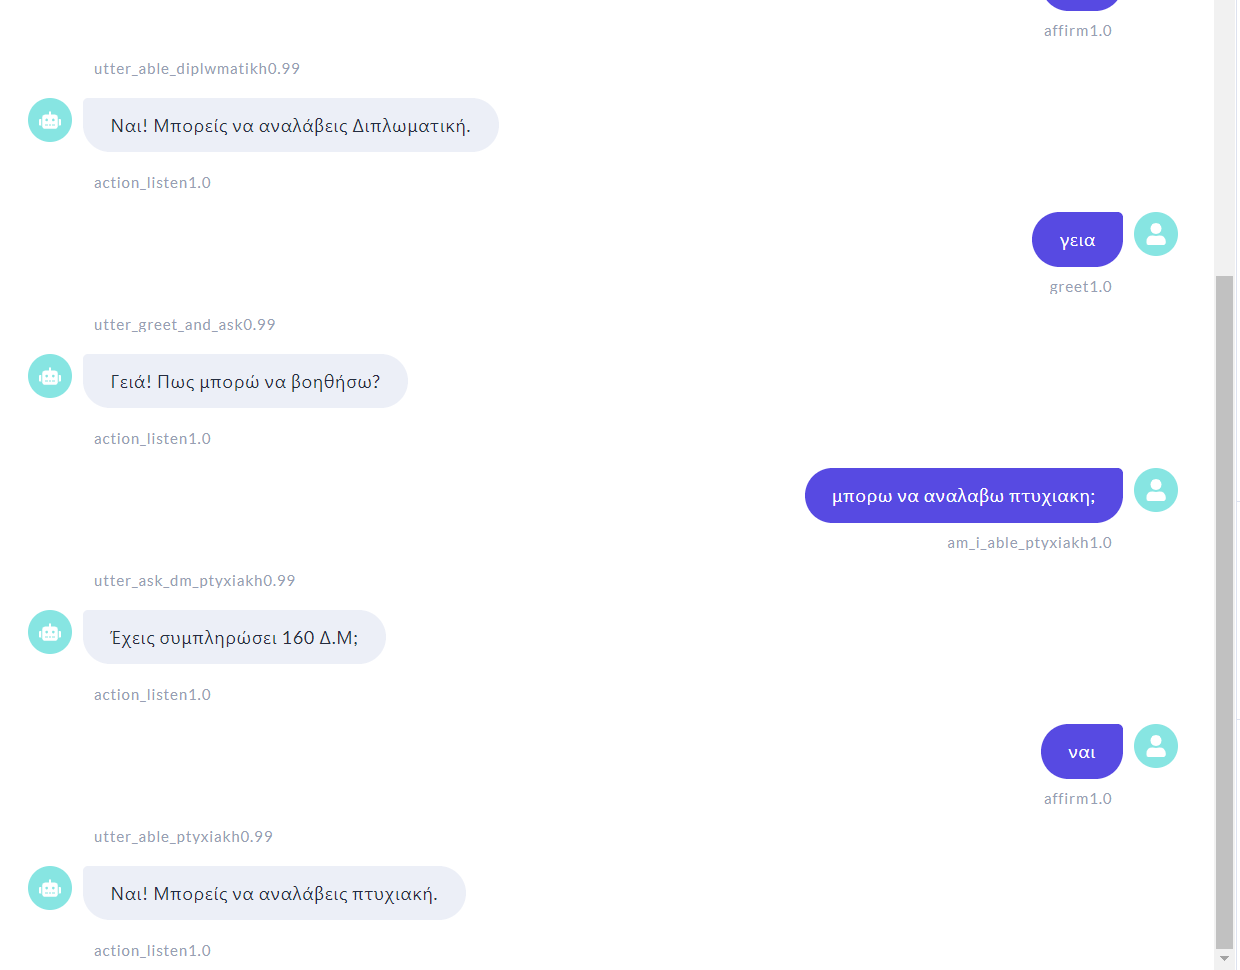 affirm1.0
utter_able_diplwmatikh0.99
Ναι! Μπορείς να αναλάβεις Διπλωματική.
action_listen1.0
γεια
greet1.0
utter_greet_and_ask0.99
Γειά! Πως μπορώ να βοηθήσω?
action_listen1.0
μπορω να αναλαβω πτυχιακη;
am_i_able_ptyxiakh1.0
utter_ask_dm_ptyxiakh0.99
Έχεις συμπληρώσει 160 Δ.Μ;
action_listen1.0
ναι
affirm1.0
utter_able_ptyxiakh0.99
Ναι! Μπορείς να αναλάβεις πτυχιακή.
action_listen1.0